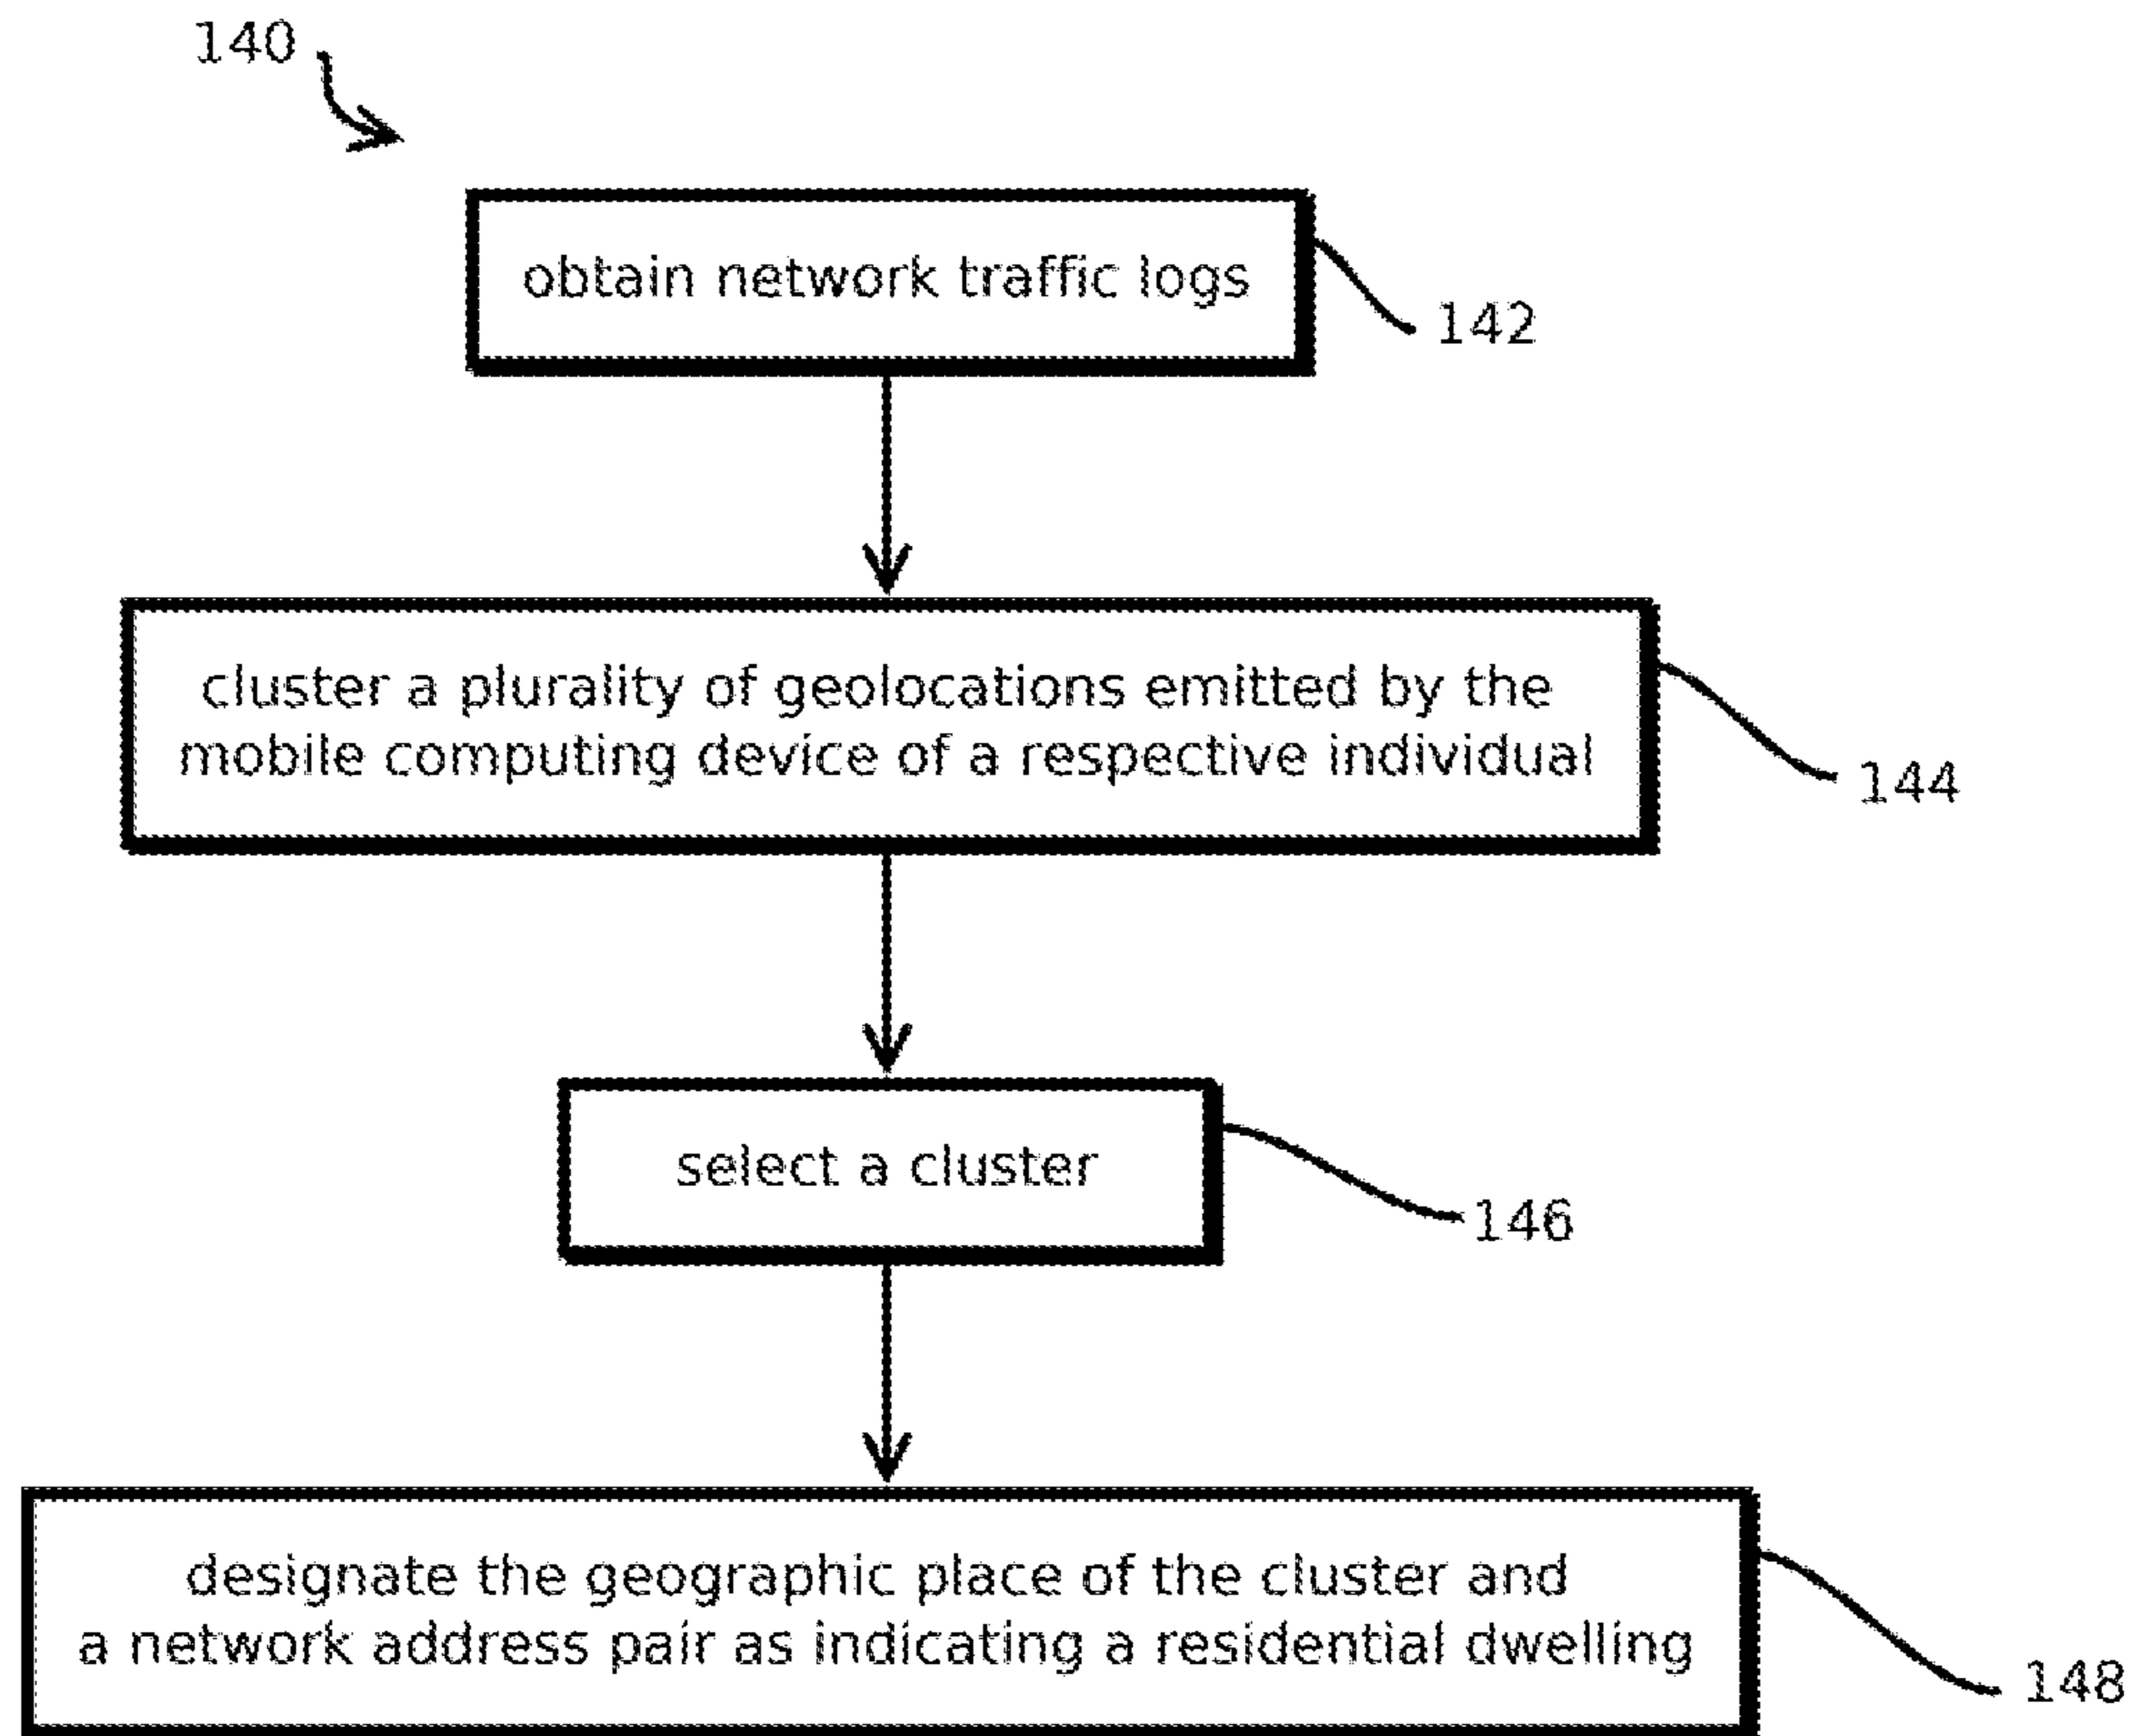 140
obtain network traffic logs
142
cluster a plurality of geolocations emitted by the
mobile computing device of a respective individual
144
select a cluster
146
designate the geographic place of the cluster and
a network address pair as indicating a residential dwelling
148